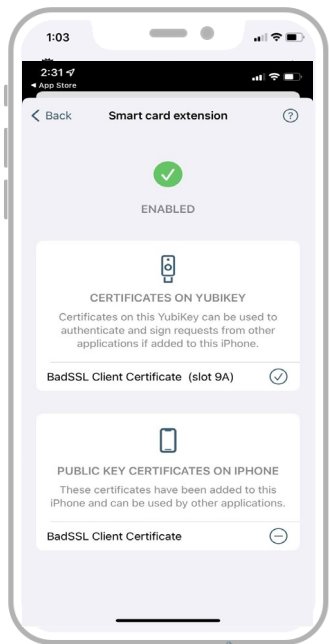 1:03
2:31
◀ App Store
Back Smart card extension ?
ENABLED
CERTIFICATES ON YUBIKEY
Certificates on this YubiKey can be used to
authenticate and sign requests from other
applications if added to this iPhone.
BadSSL Client Certificate (slot 9A)
PUBLIC KEY CERTIFICATES ON IPHONE
These certificates have been added to this
iPhone and can be used by other applications.
BadSSL Client Certificate